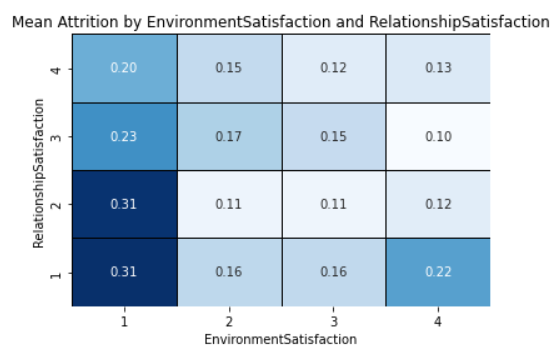 Mean Attrition by EnvironmentSatisfaction and RelationshipSatisfaction
4
0.20 0.15 0.12 0.13
3
0.23 0.17 0.15 0.10
2
0.31 0.11 0.11 0.12
1
0.31 0.16 0.16 0.22
RelationshipSatisfaction
1 2 3 4
EnvironmentSatisfaction